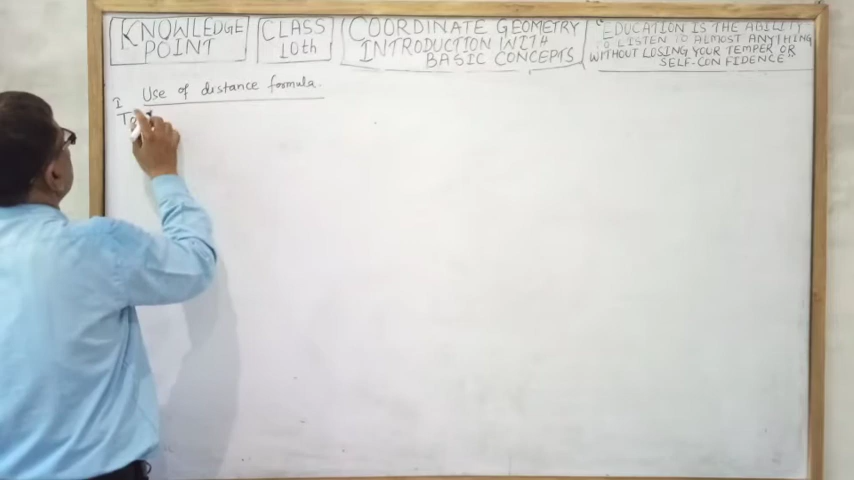 KNOWLEDGE
POINT
CLASS
10th
COORDINATE GEOMETRY
INTRODUCTION WITH
BASIC CONCEPTS
"EDUCATION IS THE ABILITY
TO LISTEN TO ALMOST ANYTHING
WITHOUT LOSING YOUR TEMPER OR
SELF-CONFIDENCE"
Use of distance formula.
I